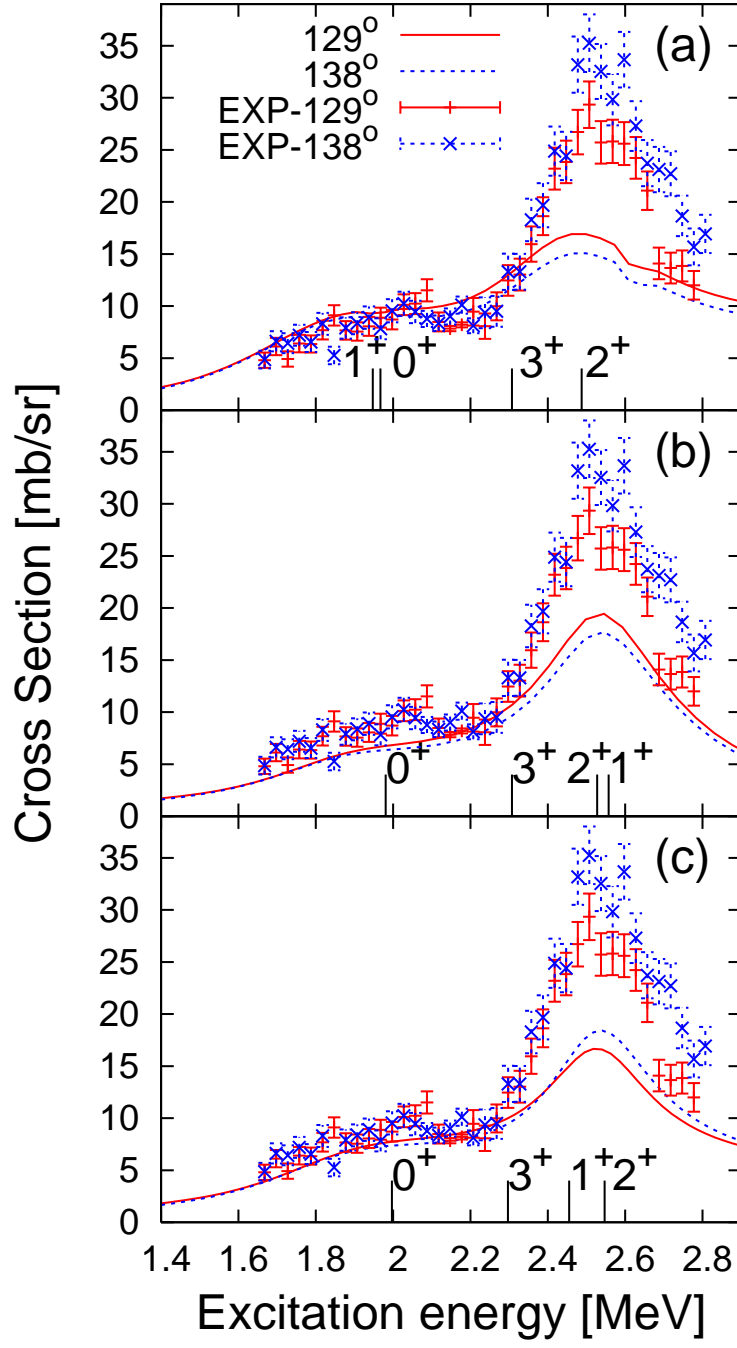 Cross Section [mb/sr]
35
30
25
20
15
10
5
0
(a)
129°
138°
EXP-129°
EXP-138°
1⁺ 0⁺ 3⁺ 2⁺
35
30
25
20
15
10
5
0
(b)
0⁺ 3⁺ 2⁺ 1⁺
35
30
25
20
15
10
5
0
(c)
0⁺ 3⁺ 1⁺ 2⁺
1.4 1.6 1.8 2 2.2 2.4 2.6 2.8
Excitation energy [MeV]